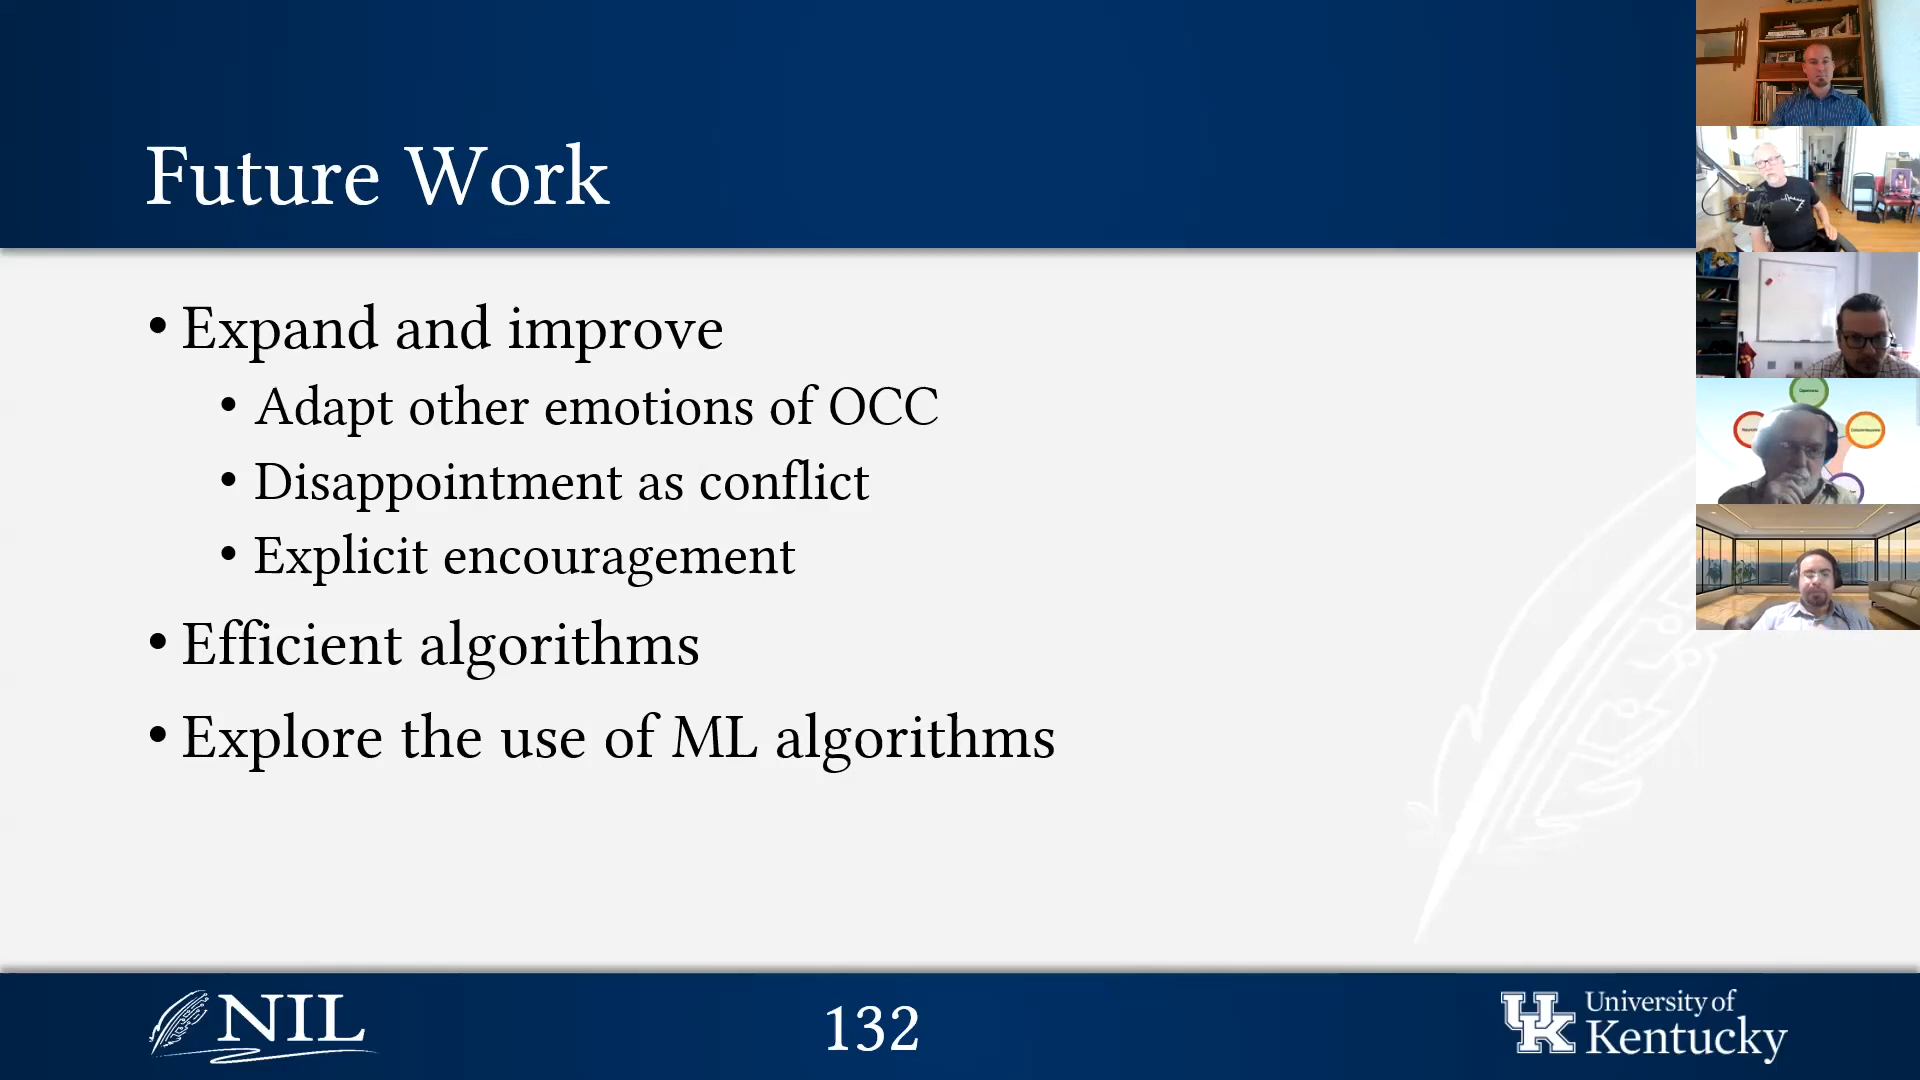 Future Work
• Expand and improve
• Adapt other emotions of OCC
• Disappointment as conflict
• Explicit encouragement
• Efficient algorithms
• Explore the use of ML algorithms
NIL
132
UK
University of
Kentucky